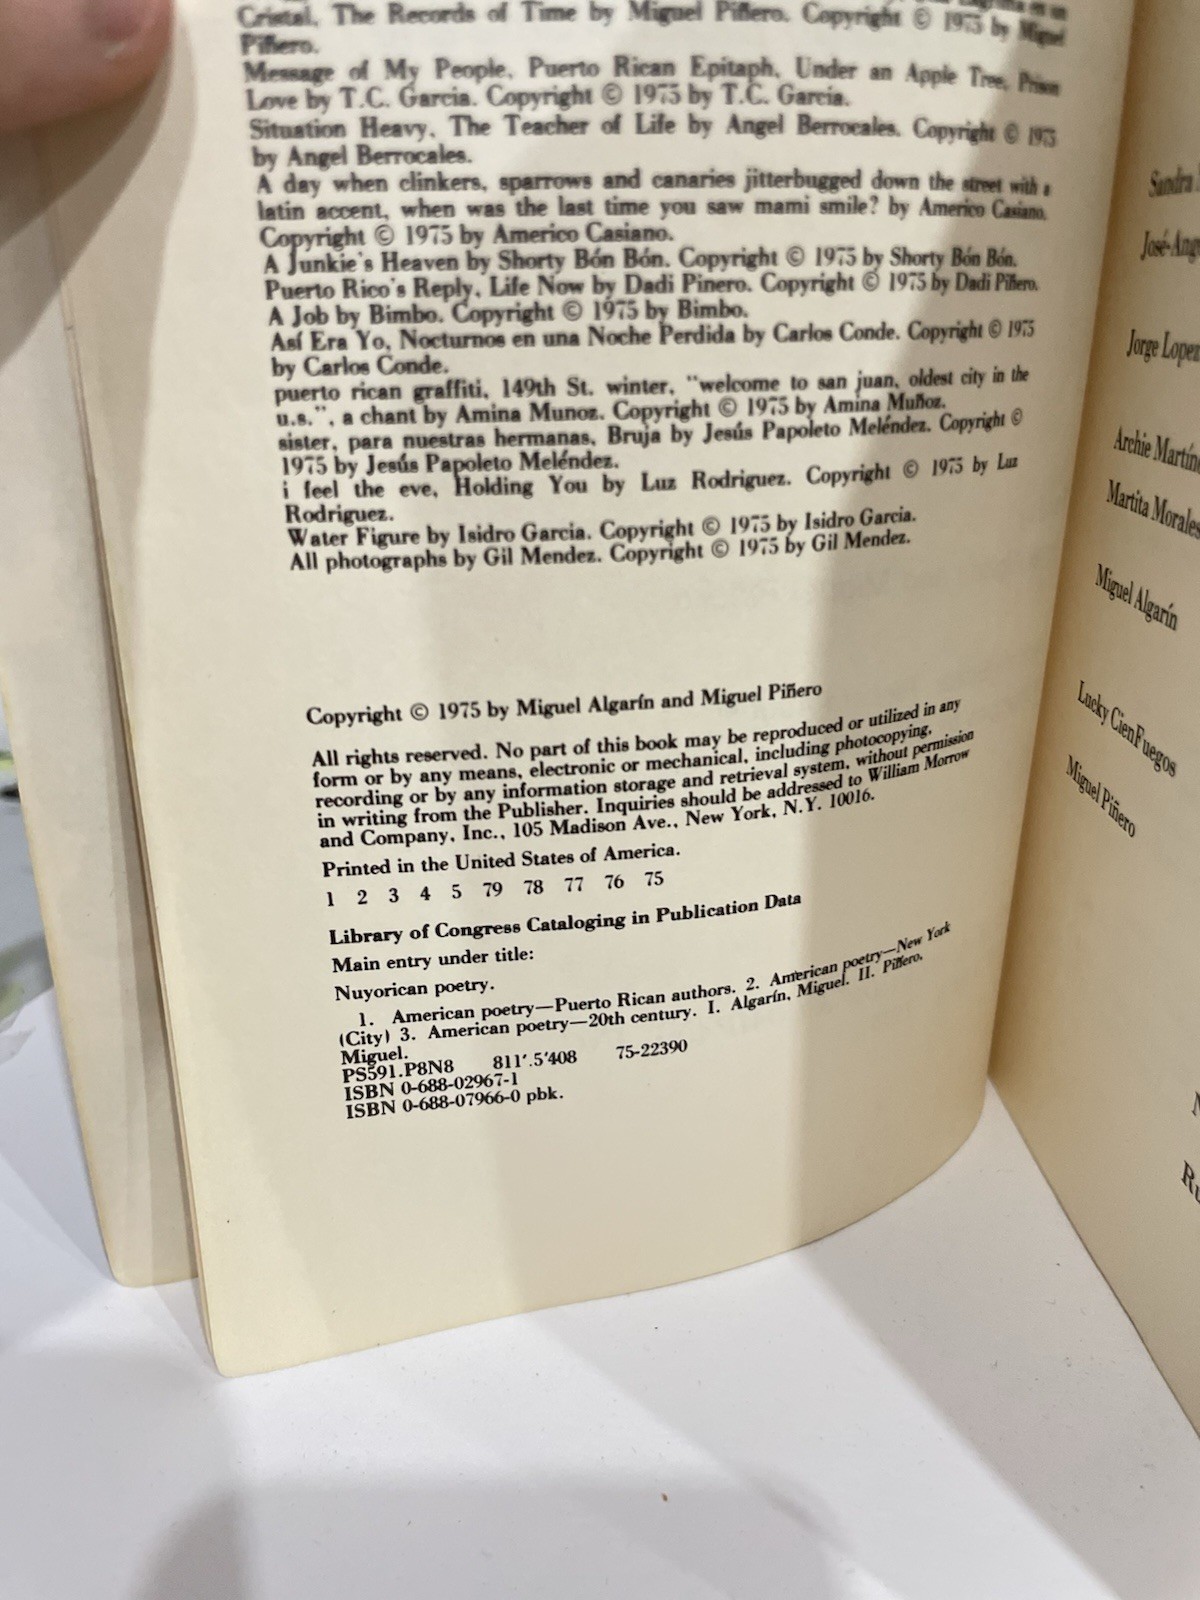 Cristal, The Records of Time by Miguel Piñero. Copyright © 1975 by Miguel
Piñero.
Message of My People, Puerto Rican Epitaph, Under an Apple Tree, Prison
Love by T.C. Garcia. Copyright © 1975 by T.C. Garcia.
Situation Heavy, The Teacher of Life by Angel Berrocales. Copyright © 1975
by Angel Berrocales.
A day when clinkers, sparrows and canaries jitterbugged down the street with a
latin accent, when was the last time you saw mami smile? by Americo Casiano.
Copyright © 1975 by Americo Casiano.
A Junkie's Heaven by Shorty Bón Bón. Copyright © 1975 by Shorty Bón Bón.
Puerto Rico's Reply, Life Now by Dadi Pinero. Copyright © 1975 by Dadi Piñero.
A Job by Bimbo. Copyright © 1975 by Bimbo.
Así Era Yo, Nocturnos en una Noche Perdida by Carlos Conde. Copyright © 1975
by Carlos Conde.
puerto rican graffiti, 149th St. winter, "welcome to san juan, oldest city in the
u.s.", a chant by Amina Munoz. Copyright © 1975 by Amina Muñoz.
sister, para nuestras hermanas, Bruja by Jesús Papoleto Meléndez. Copyright ©
1975 by Jesús Papoleto Meléndez.
i feel the eve, Holding You by Luz Rodriguez. Copyright © 1975 by Luz
Rodriguez.
Water Figure by Isidro Garcia. Copyright © 1975 by Isidro Garcia.
All photographs by Gil Mendez. Copyright © 1975 by Gil Mendez.
Copyright © 1975 by Miguel Algarín and Miguel Piñero
All rights reserved. No part of this book may be reproduced or utilized in any
form or by any means, electronic or mechanical, including photocopying,
recording or by any information storage and retrieval system, without permission
in writing from the Publisher. Inquiries should be addressed to William Morrow
and Company, Inc., 105 Madison Ave., New York, N.Y. 10016.
Printed in the United States of America.
1 2 3 4 5 79 78 77 76 75
Library of Congress Cataloging in Publication Data
Main entry under title:
Nuyorican poetry.
1. American poetry—Puerto Rican authors. 2. American poetry—New York
(City) 3. American poetry—20th century. I. Algarín, Miguel. II. Piñero,
Miguel.
PS591.P8N8 811'.5'408 75-22390
ISBN 0-688-02967-1
ISBN 0-688-07966-0 pbk.
Sandra
José-Ang
Jorge Lopez
Archie Martíne
Martita Morales
Miguel Algarín
Lucky CienFuegos
Miguel Piñero